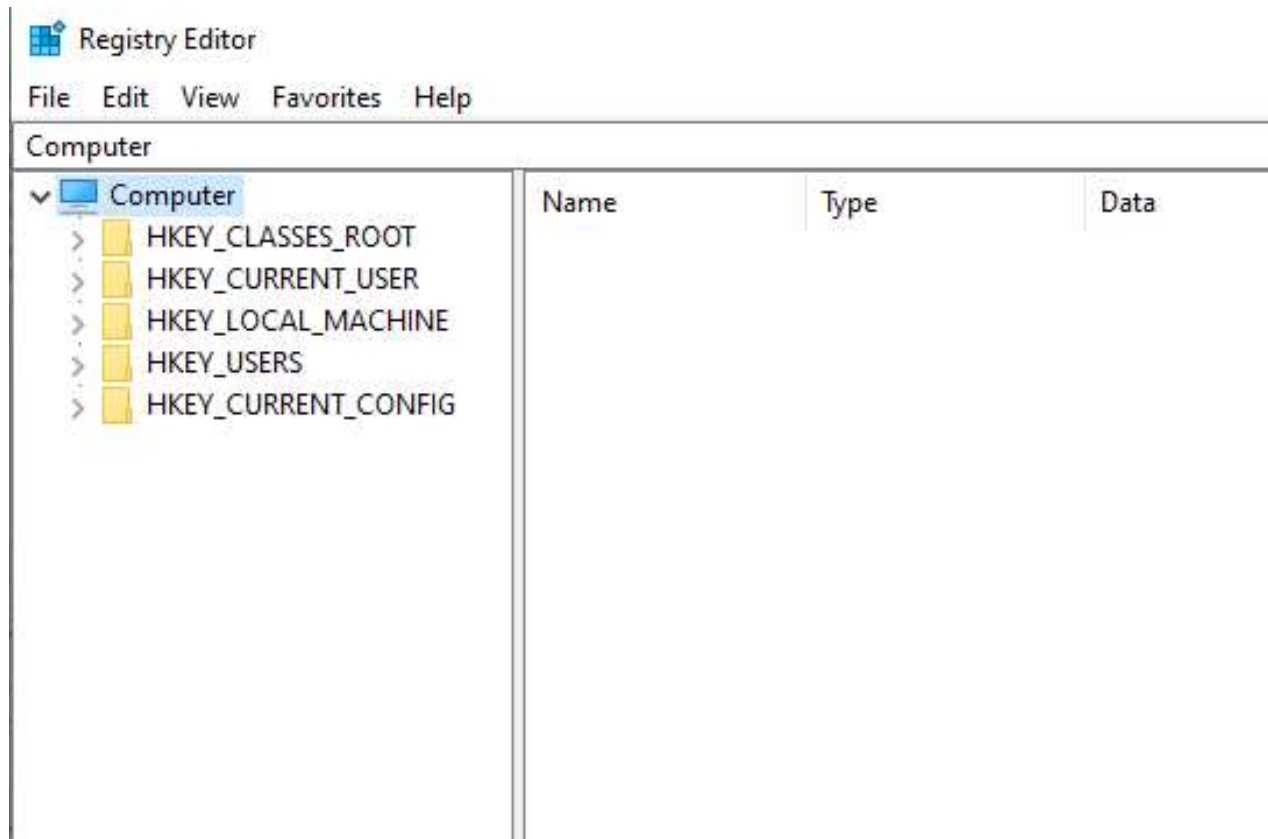 Registry Editor
File Edit View Favorites Help
Computer
Computer
HKEY_CLASSES_ROOT
HKEY_CURRENT_USER
HKEY_LOCAL_MACHINE
HKEY_USERS
HKEY_CURRENT_CONFIG
Name Type Data